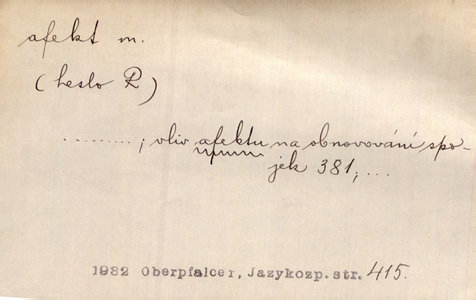 afekt m.
(heslo R)
.........; vliv afektu na obnovování spo-
jek 381; ...
1932 Oberpfalcer, Jazykozp. str. 415.